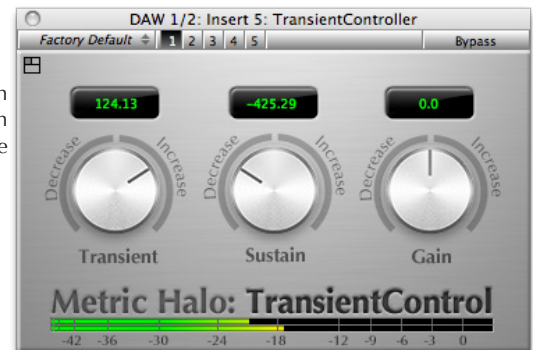 DAW 1/2: Insert 5: TransientController
Factory Default 1 2 3 4 5 Bypass
124.13 -425.29 0.0
Decrease Increase Decrease Increase Decrease Increase
Transient Sustain Gain
Metric Halo: TransientControl
-42 -36 -30 -24 -18 -12 -9 -6 -3 0